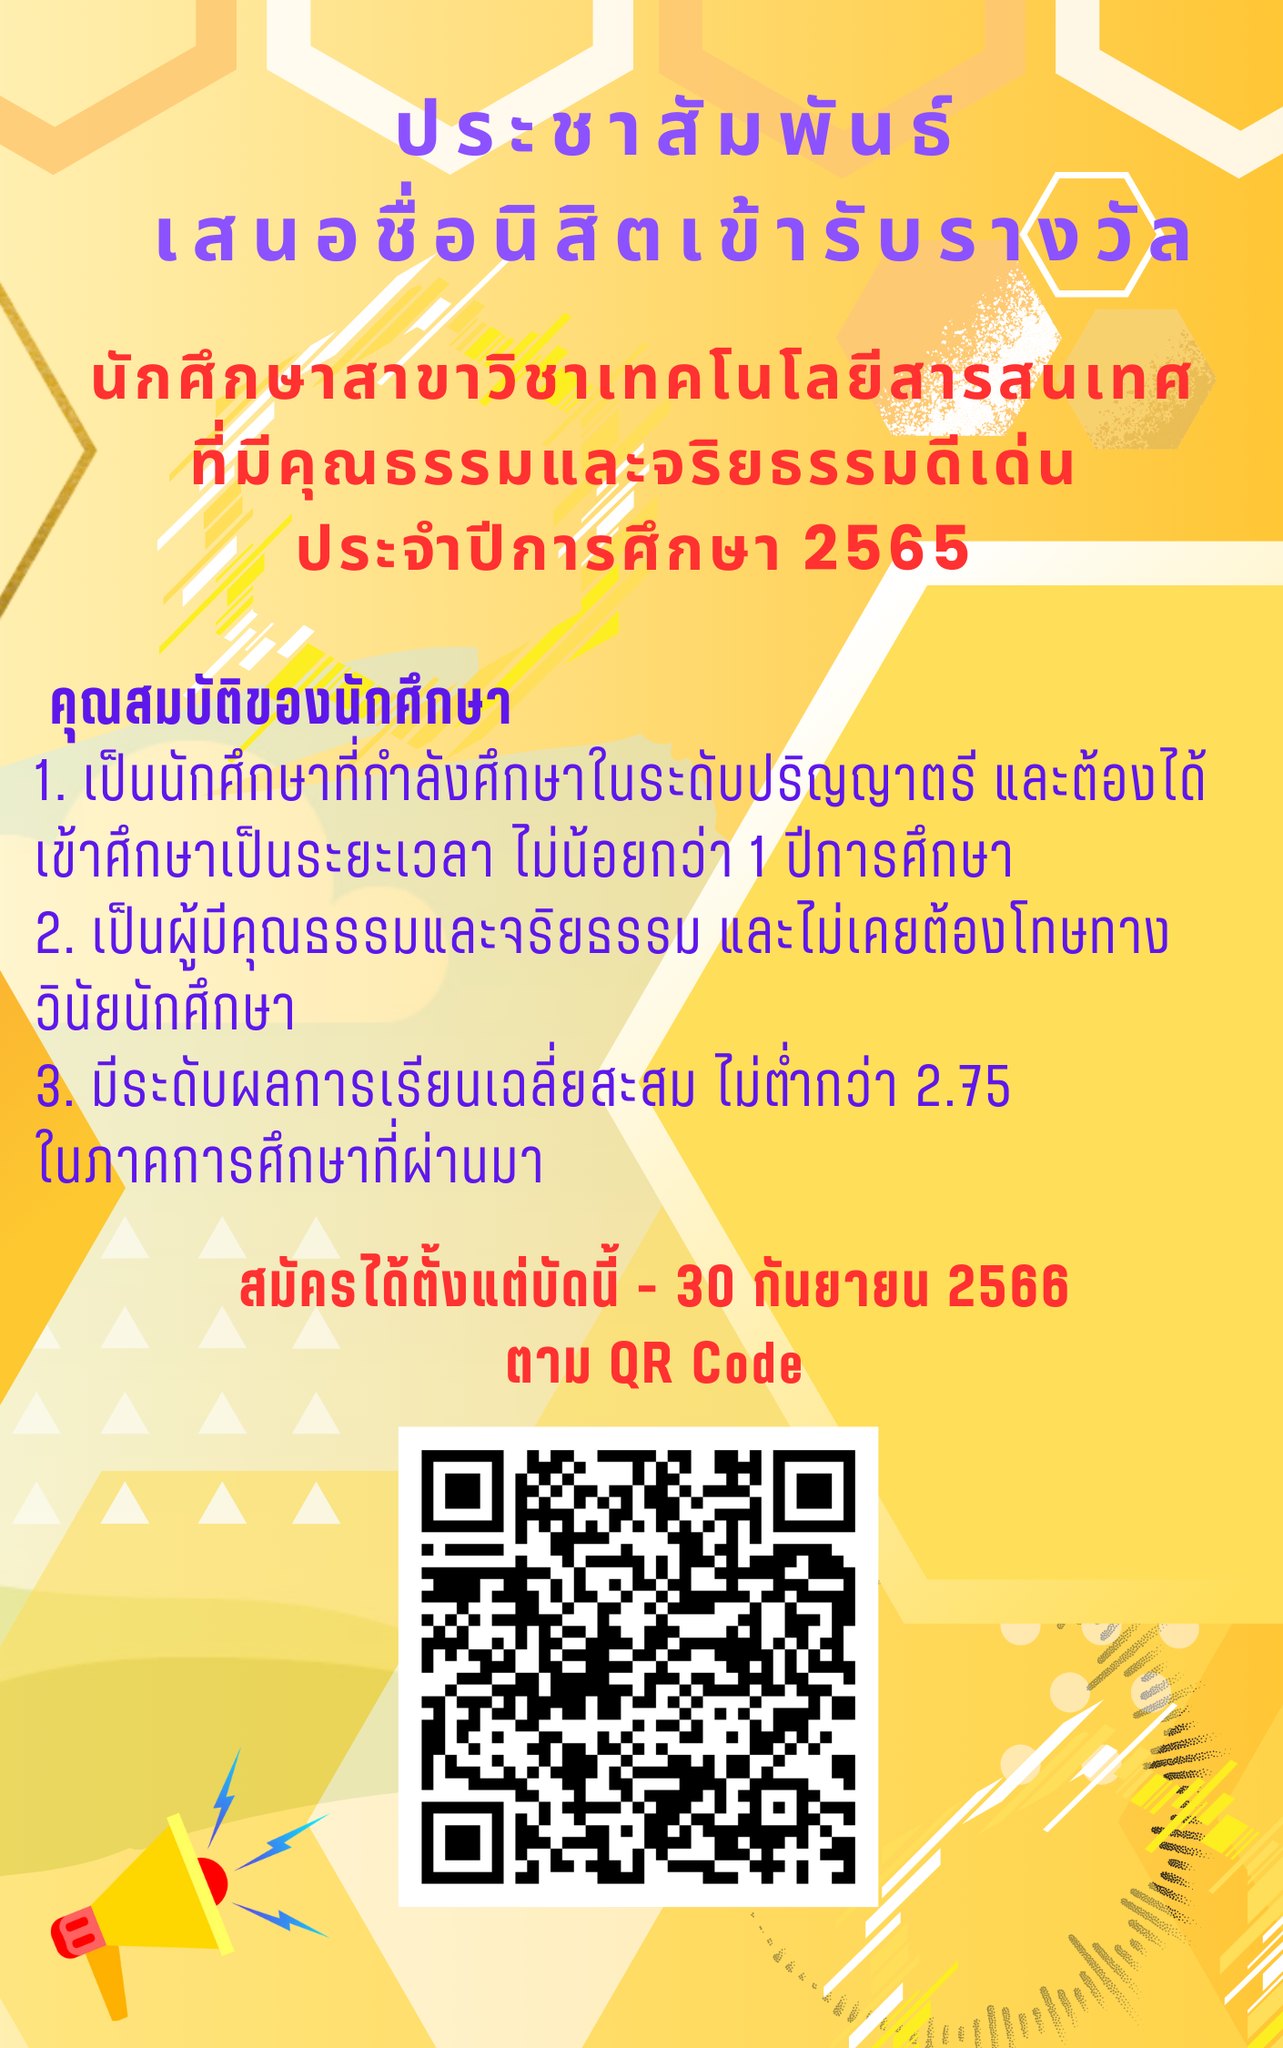 ประชาสัมพันธ์
เสนอชื่อนิสิตเข้ารับรางวัล
นักศึกษาสาขาวิชาเทคโนโลยีสารสนเทศ
ที่มีคุณธรรมและจริยธรรมดีเด่น
ประจำปีการศึกษา 2565
คุณสมบัติของนักศึกษา
1. เป็นนักศึกษาที่กำลังศึกษาในระดับปริญญาตรี และต้องได้
เข้าศึกษาเป็นระยะเวลา ไม่น้อยกว่า 1 ปีการศึกษา
2. เป็นผู้มีคุณธรรมและจริยธรรม และไม่เคยต้องโทษทาง
วินัยนักศึกษา
3. มีระดับผลการเรียนเฉลี่ยสะสม ไม่ต่ำกว่า 2.75
ในภาคการศึกษาที่ผ่านมา
สมัครได้ตั้งแต่บัดนี้ - 30 กันยายน 2566
ตาม QR Code